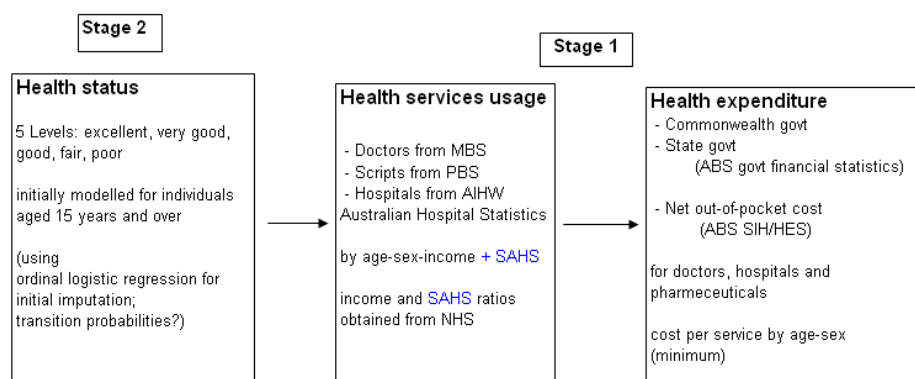 Stage 2
Stage 1
Health status
5 Levels: excellent, very good,
good, fair, poor
initially modelled for individuals
aged 15 years and over
(using
ordinal logistic regression for
initial imputation;
transition probabilities?)
Health services usage
- Doctors from MBS
- Scripts from PBS
- Hospitals from AIHW
Australian Hospital Statistics
by age-sex-income + SAHS
income and SAHS ratios
obtained from NHS
Health expenditure
- Commonwealth govt
- State govt
(ABS govt financial statistics)
- Net out-of-pocket cost
(ABS SIH/HES)
for doctors, hospitals and
pharmeceuticals
cost per service by age-sex
(minimum)